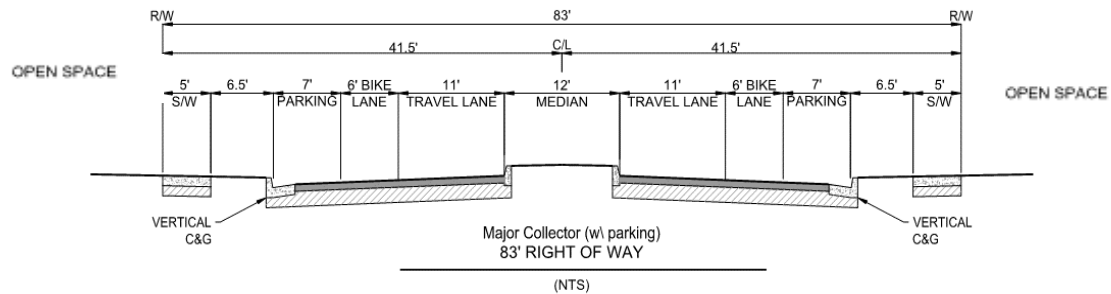 R/W 83' R/W
41.5' C/L 41.5'
OPEN SPACE
OPEN SPACE
5' 6.5' 7' 6' BIKE 11' 12' 11' 6' BIKE 7' 6.5' 5'
S/W PARKING LANE TRAVEL LANE MEDIAN TRAVEL LANE LANE PARKING S/W
VERTICAL
C&G
VERTICAL
C&G
Major Collector (w\ parking)
83' RIGHT OF WAY
(NTS)